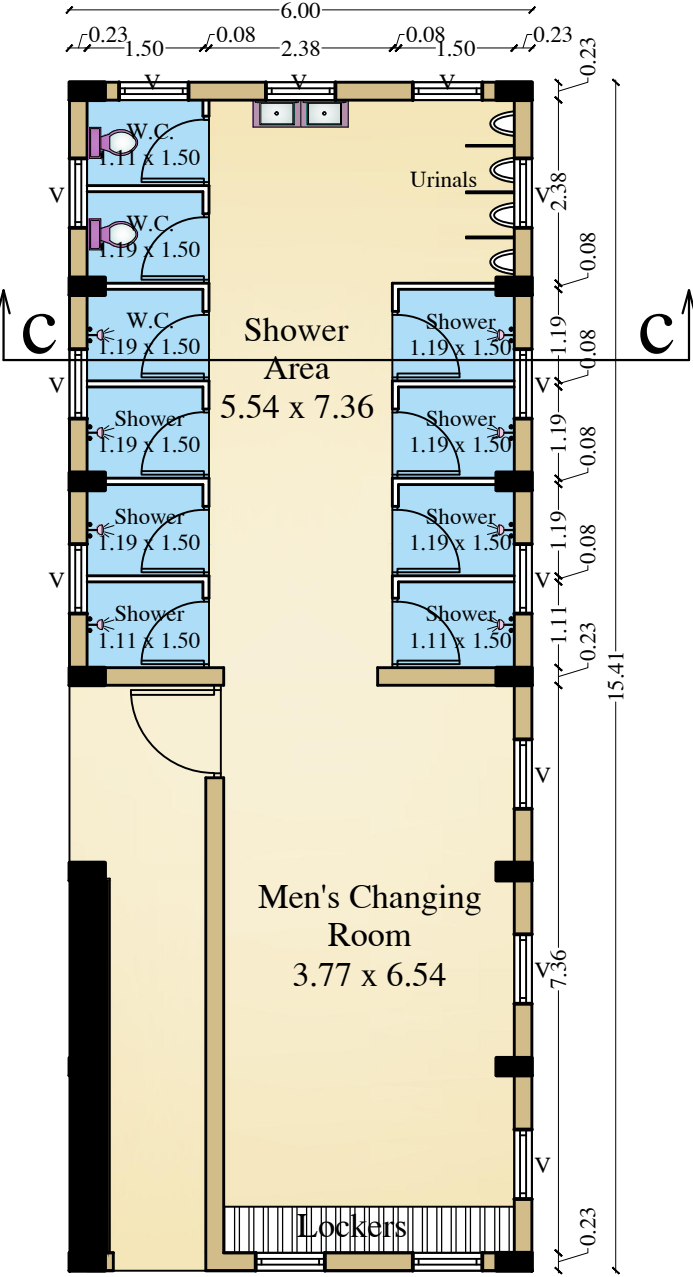 6.00
0.23
0.08
0.08
0.23
1.50
2.38
1.50
0.23
V
V
V
W.C.
1.11 x 1.50
Urinals
V
V
2.38
W.C.
1.19 x 1.50
0.08
C
C
W.C.
1.19 x 1.50
Shower
Area
5.54 x 7.36
Shower
1.19 x 1.50
1.19
0.08
V
V
Shower
1.19 x 1.50
Shower
1.19 x 1.50
1.19
0.08
Shower
1.19 x 1.50
Shower
1.19 x 1.50
1.19
0.08
V
V
Shower
1.11 x 1.50
Shower
1.11 x 1.50
1.11
0.23
15.41
V
Men's Changing
Room
3.77 x 6.54
V
7.36
V
Lockers
0.23